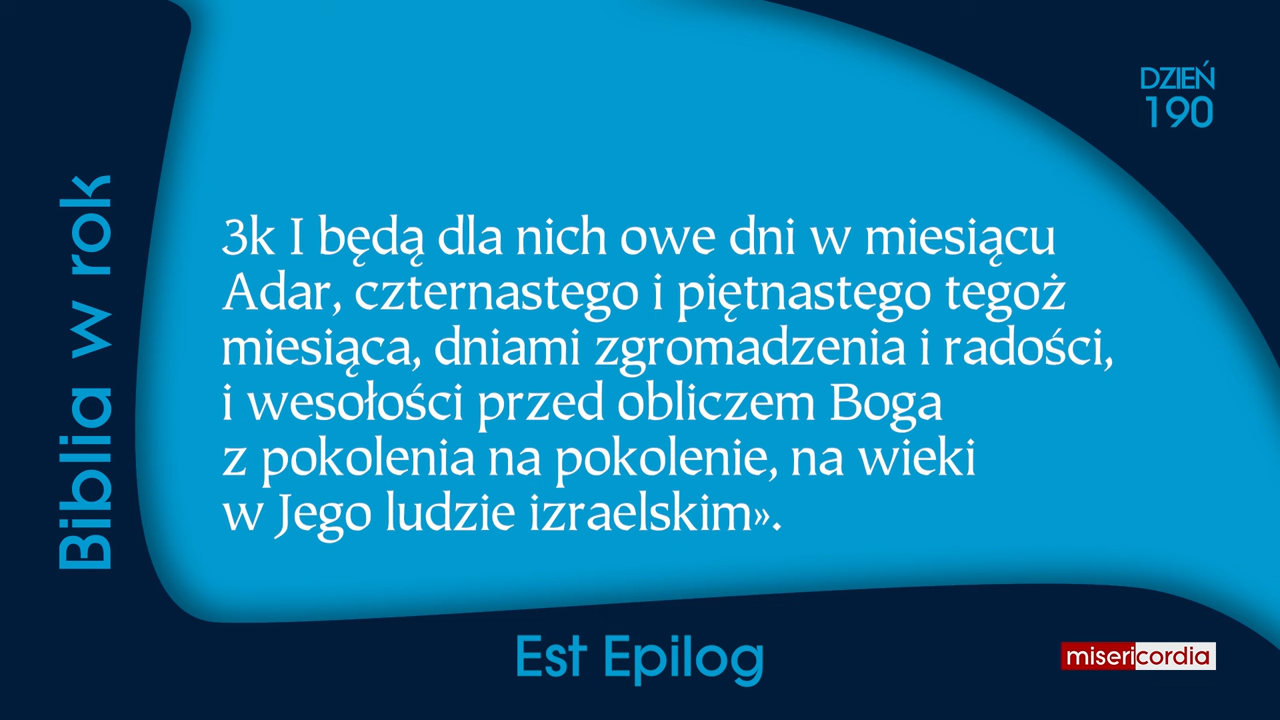 DZIEŃ
190
Biblia w rok
3k I będą dla nich owe dni w miesiącu
Adar, czternastego i piętnastego tegoż
miesiąca, dniami zgromadzenia i radości,
i wesołości przed obliczem Boga
z pokolenia na pokolenie, na wieki
w Jego ludzie izraelskim».
Est Epilog
misericordia